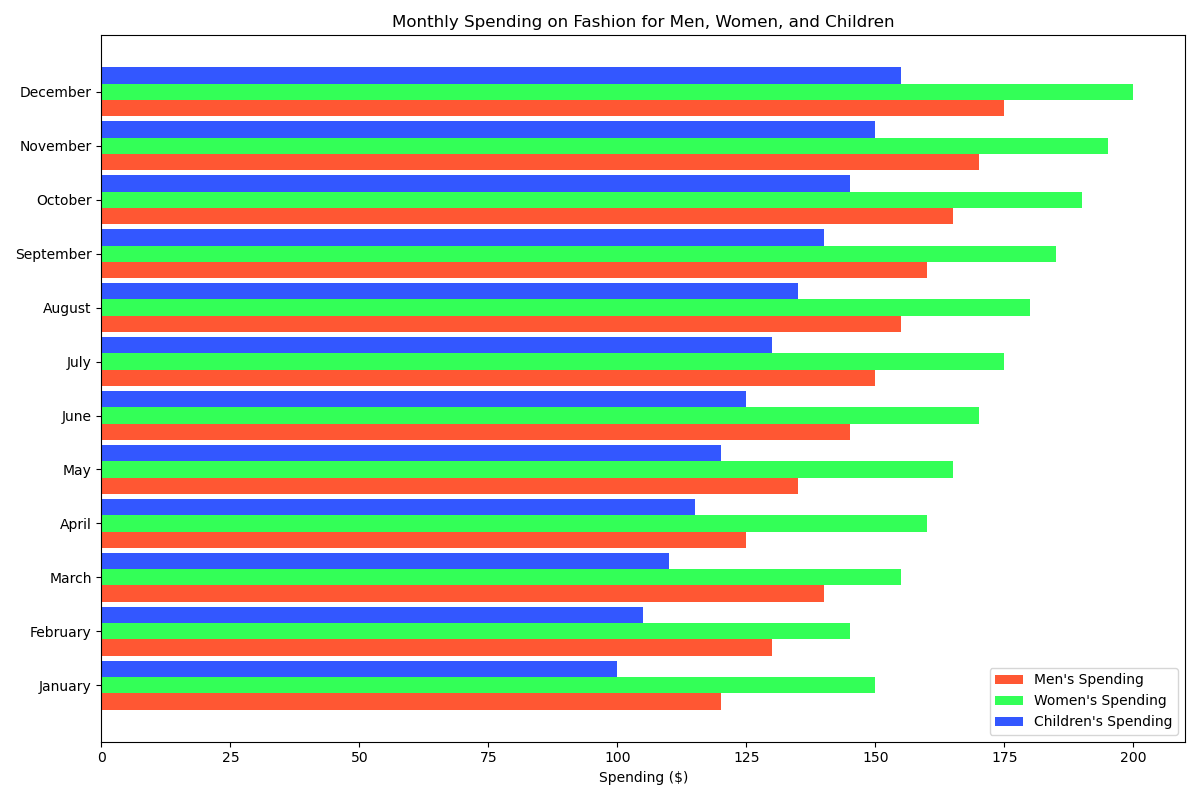 Monthly Spending on Fashion for Men, Women, and Children
December
November
October
September
August
July
June
May
April
March
February
January
Men's Spending
Women's Spending
Children's Spending
0 25 50 75 100 125 150 175 200
Spending ($)